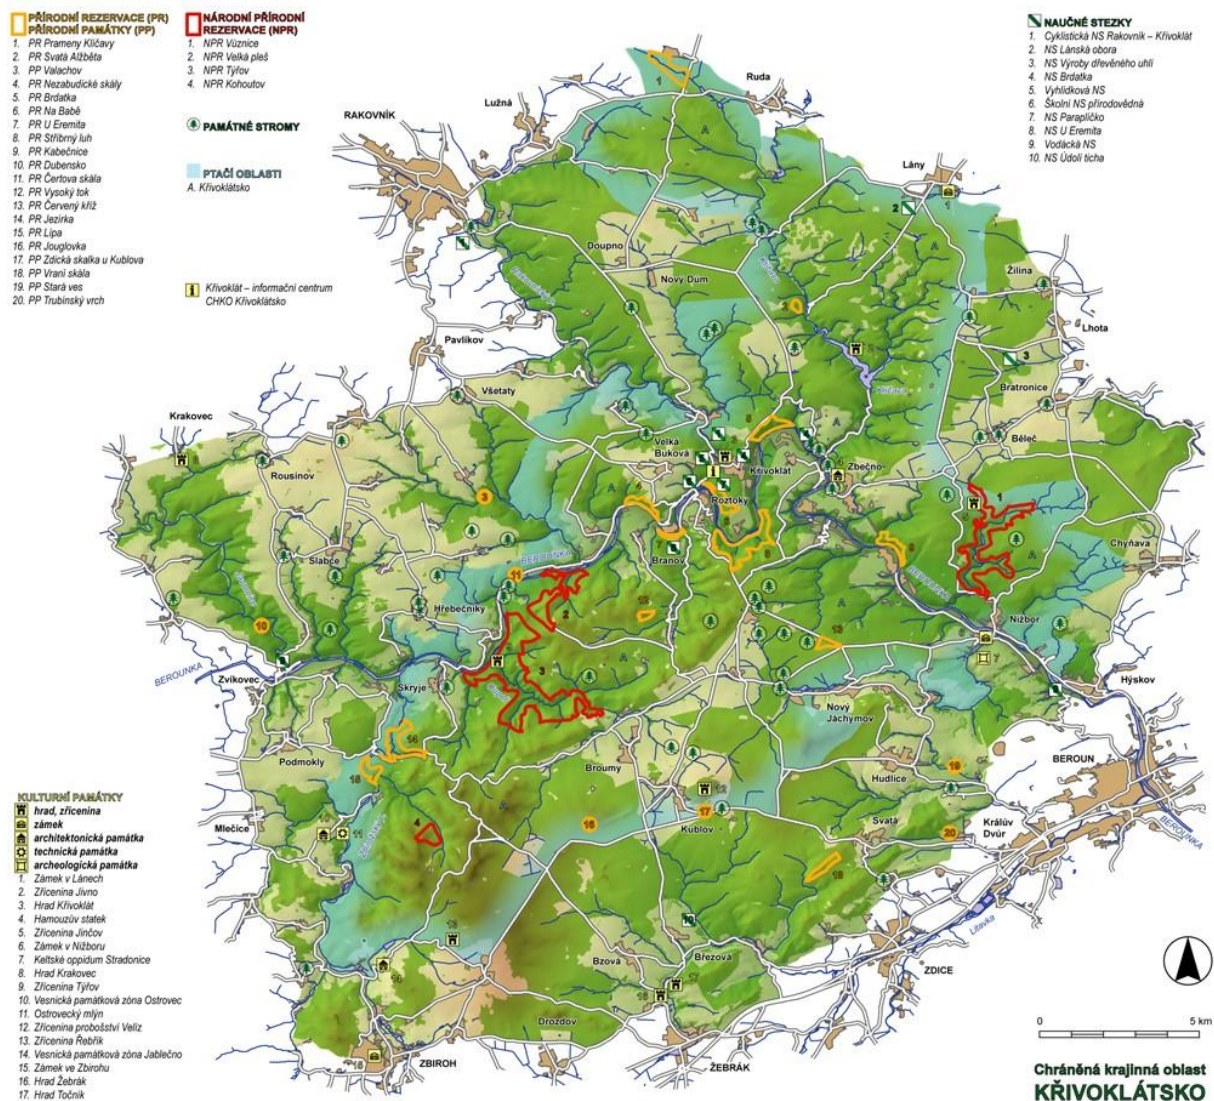 PŘÍRODNÍ REZERVACE (PR)
PŘÍRODNÍ PAMÁTKY (PP)
1. PR Prameny Klíčavy
2. PR Svatá Alžběta
3. PP Valachov
4. PR Nezabudické skály
5. PR Brdatka
6. PR Na Babě
7. PR U Eremita
8. PR Stříbrný luh
9. PR Kabečnice
10. PR Dubensko
11. PR Čertova skála
12. PR Vysoký tok
13. PR Červený kříž
14. PR Jezírka
15. PR Lípa
16. PR Jouglovka
17. PP Zdická skalka u Kublova
18. PP Vraní skála
19. PP Stará ves
20. PP Trubínský vrch
NÁRODNÍ PŘÍRODNÍ
REZERVACE (NPR)
1. NPR Vůznice
2. NPR Velká pleš
3. NPR Týřov
4. NPR Kohoutov
PAMÁTNÉ STROMY
PTAČÍ OBLASTI
A. Křivoklátsko
Křivoklát – informační centrum
CHKO Křivoklátsko
NAUČNÉ STEZKY
1. Cyklistická NS Rakovník – Křivoklát
2. NS Lánská obora
3. NS Výroby dřevěného uhlí
4. NS Brdatka
5. Vyhlídková NS
6. Školní NS přírodovědná
7. NS Paraplíčko
8. NS U Eremita
9. Vodácká NS
10. NS Údolí ticha
Ruda
Lužná
RAKOVNÍK
Lány
Doupno
Nový Dům
Žilina
Lhota
Pavlíkov
Bratronice
Všetaty
Krakovec
Velká
Buková
Běleč
Křivoklát
Zbečno
Rousínov
Roztoky
Chyňava
Slabce
BEROUNKA
Branov
BEROUNKA
Hřebečníky
Nižbor
BEROUNKA
Zvíkovec
Skryje
Hýskov
Nový
Jáchymov
Podmokly
Broumy
Hudlice
BEROUN
Mlečice
Kublov
Svatá
Králův
Dvůr
BEROUNKA
Litavka
Bzová
Březová
ZDICE
Drozdov
ZBIROH
ŽEBRÁK
KULTURNÍ PAMÁTKY
hrad, zřícenina
zámek
architektonická památka
technická památka
archeologická památka
1. Zámek v Lánech
2. Zřícenina Jivno
3. Hrad Křivoklát
4. Hamouzův statek
5. Zřícenina Jinčov
6. Zámek v Nižboru
7. Keltské oppidum Stradonice
8. Hrad Krakovec
9. Zřícenina Týřov
10. Vesnická památková zóna Ostrovec
11. Ostrovecký mlýn
12. Zřícenina probošství Velíz
13. Zřícenina Řebřík
14. Vesnická památková zóna Jablečno
15. Zámek ve Zbirohu
16. Hrad Žebrák
17. Hrad Točník
0 5 km
Chráněná krajinná oblast
KŘIVOKLÁTSKO